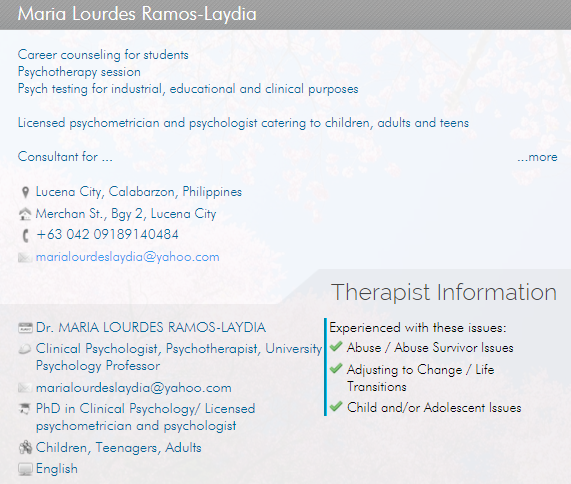 Maria Lourdes Ramos-Laydia
Career counseling for students
Psychotherapy session
Psych testing for industrial, educational and clinical purposes
Licensed psychometrician and psychologist catering to children, adults and teens
Consultant for ...
...more
Lucena City, Calabarzon, Philippines
Merchan St., Bgy 2, Lucena City
+63 042 09189140484
marialourdeslaydia@yahoo.com
Therapist Information
Dr. MARIA LOURDES RAMOS-LAYDIA
Clinical Psychologist, Psychotherapist, University
Psychology Professor
marialourdeslaydia@yahoo.com
PhD in Clinical Psychology/ Licensed
psychometrician and psychologist
Children, Teenagers, Adults
English
Experienced with these issues:
Abuse / Abuse Survivor Issues
Adjusting to Change / Life
Transitions
Child and/or Adolescent Issues